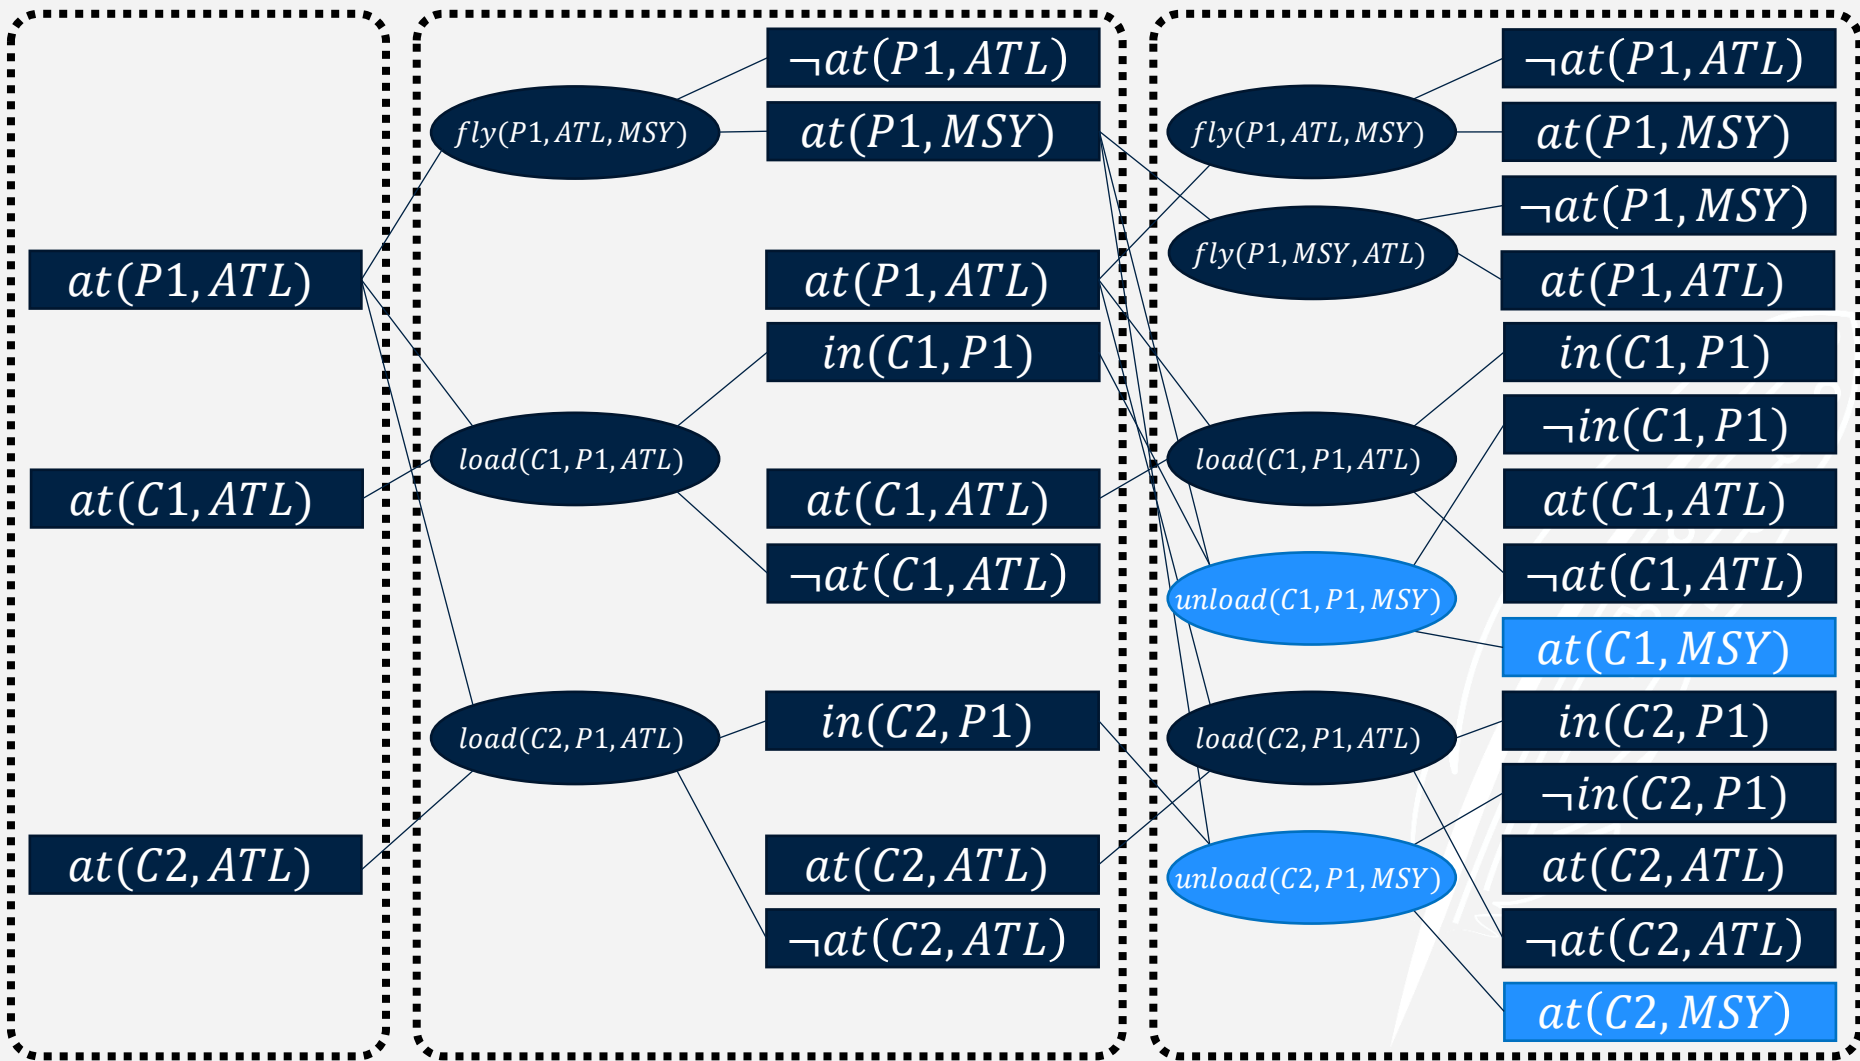 at(P1, ATL)
at(C1, ATL)
at(C2, ATL)
fly(P1, ATL, MSY)
load(C1, P1, ATL)
load(C2, P1, ATL)
¬at(P1, ATL)
at(P1, MSY)
at(P1, ATL)
in(C1, P1)
at(C1, ATL)
¬at(C1, ATL)
in(C2, P1)
at(C2, ATL)
¬at(C2, ATL)
fly(P1, ATL, MSY)
fly(P1, MSY, ATL)
load(C1, P1, ATL)
unload(C1, P1, MSY)
load(C2, P1, ATL)
unload(C2, P1, MSY)
¬at(P1, ATL)
at(P1, MSY)
¬at(P1, MSY)
at(P1, ATL)
in(C1, P1)
¬in(C1, P1)
at(C1, ATL)
¬at(C1, ATL)
at(C1, MSY)
in(C2, P1)
¬in(C2, P1)
at(C2, ATL)
¬at(C2, ATL)
at(C2, MSY)